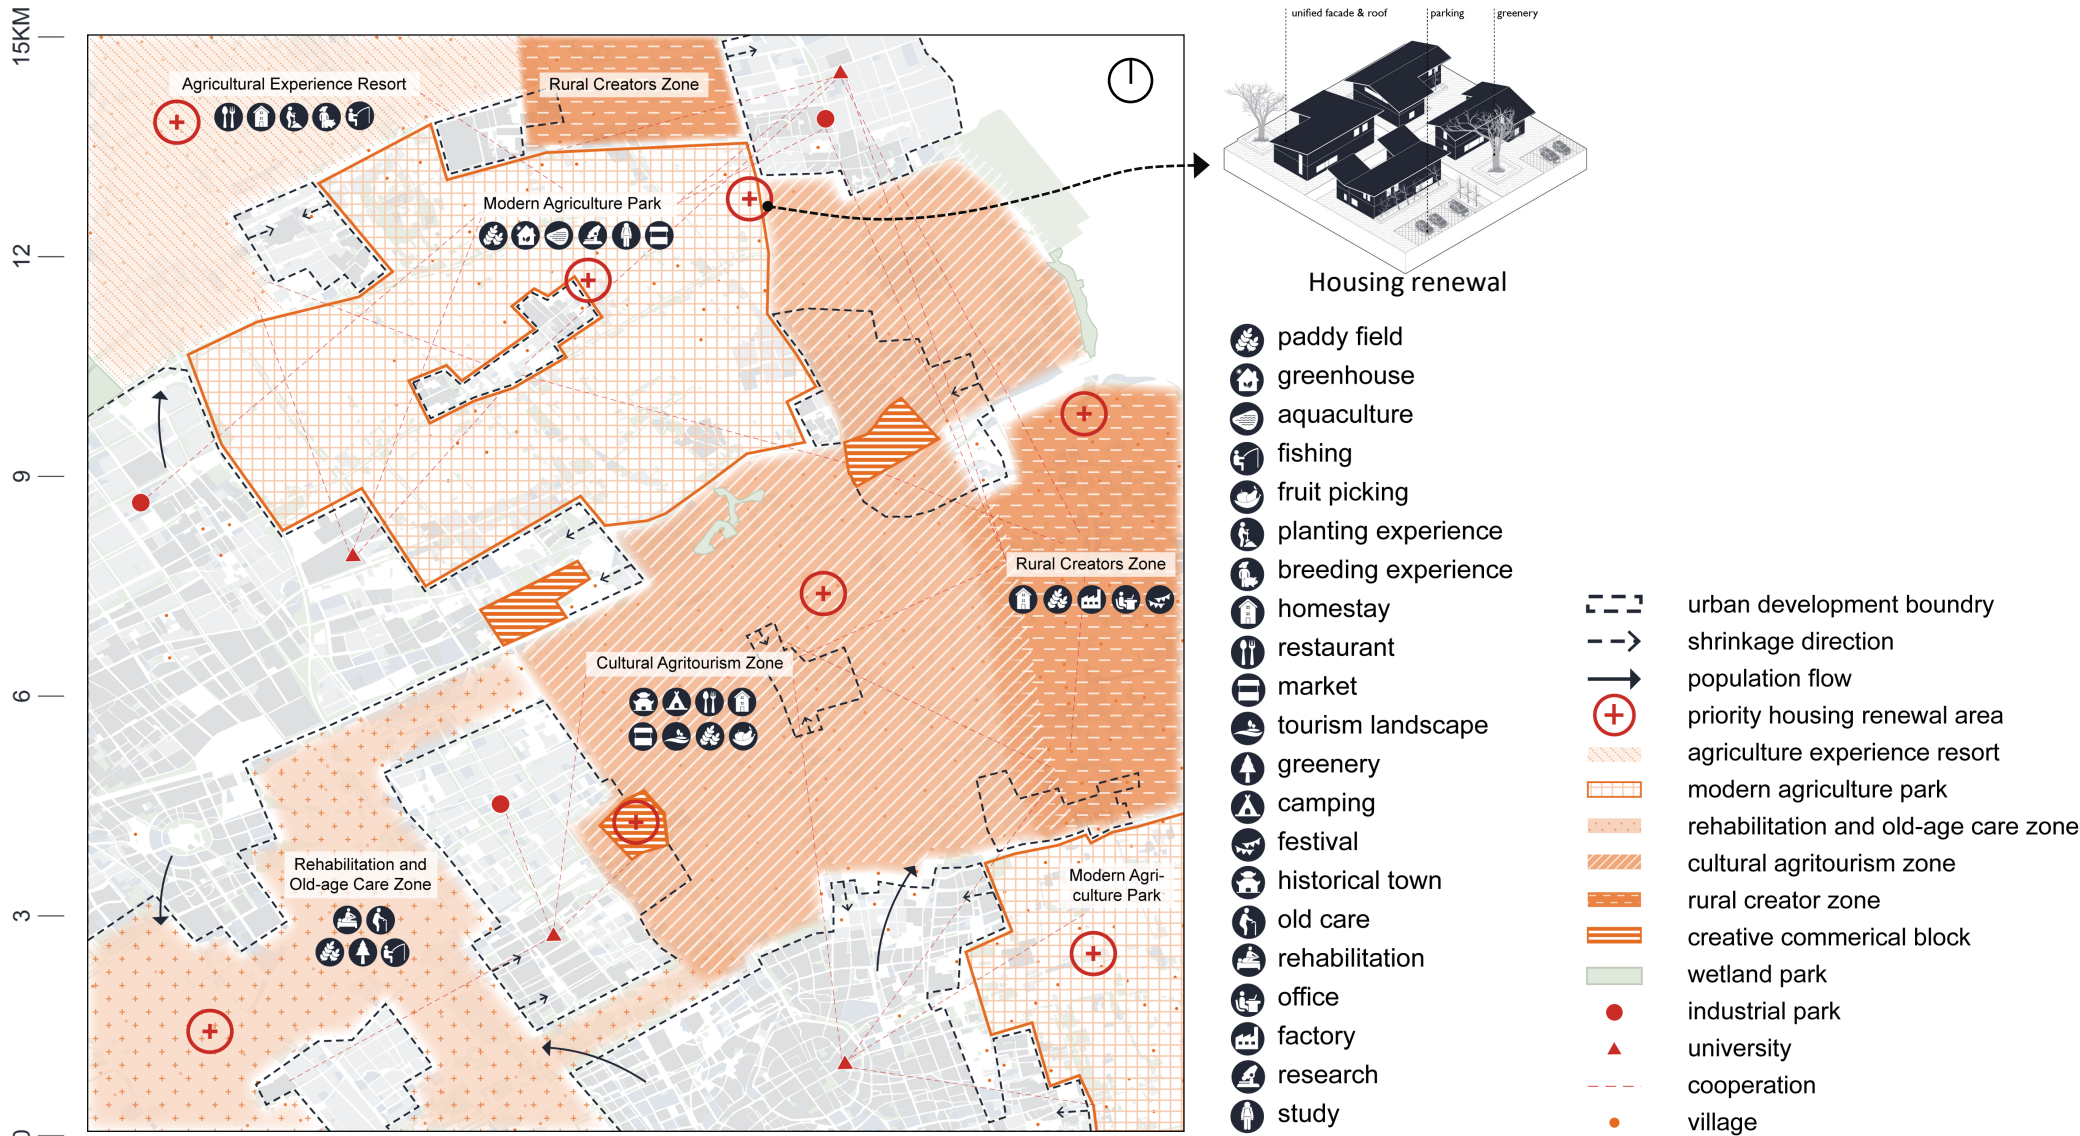 unified facade & roof
parking
greenery
15KM
12
9
6
3
0
Agricultural Experience Resort
Rural Creators Zone
Modern Agriculture Park
Rural Creators Zone
Cultural Agritourism Zone
Rehabilitation and
Old-age Care Zone
Modern Agri-
culture Park
Housing renewal
paddy field
greenhouse
aquaculture
fishing
fruit picking
planting experience
breeding experience
homestay
restaurant
market
tourism landscape
greenery
camping
festival
historical town
old care
rehabilitation
office
factory
research
study
urban development boundry
shrinkage direction
population flow
priority housing renewal area
agriculture experience resort
modern agriculture park
rehabilitation and old-age care zone
cultural agritourism zone
rural creator zone
creative commerical block
wetland park
industrial park
university
cooperation
village